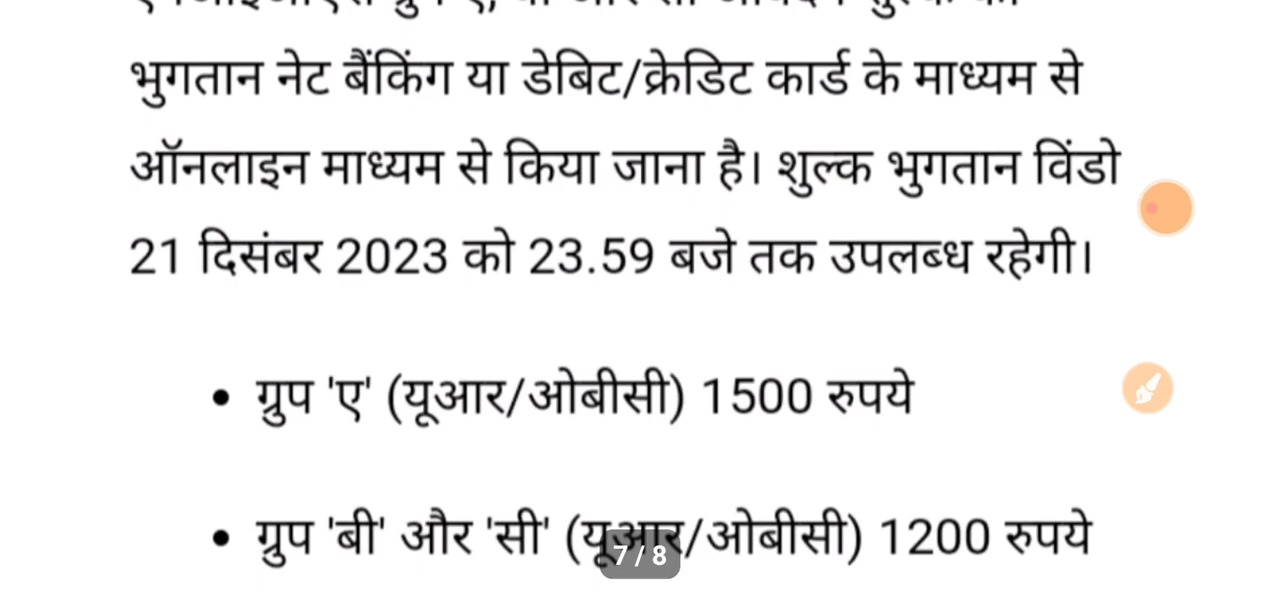 भुगतान नेट बैंकिंग या डेबिट/क्रेडिट कार्ड के माध्यम से
ऑनलाइन माध्यम से किया जाना है। शुल्क भुगतान विंडो
21 दिसंबर 2023 को 23.59 बजे तक उपलब्ध रहेगी।
• ग्रुप 'ए' (यूआर/ओबीसी) 1500 रुपये
• ग्रुप 'बी' और 'सी' (यूआर/ओबीसी) 1200 रुपये
7 / 8